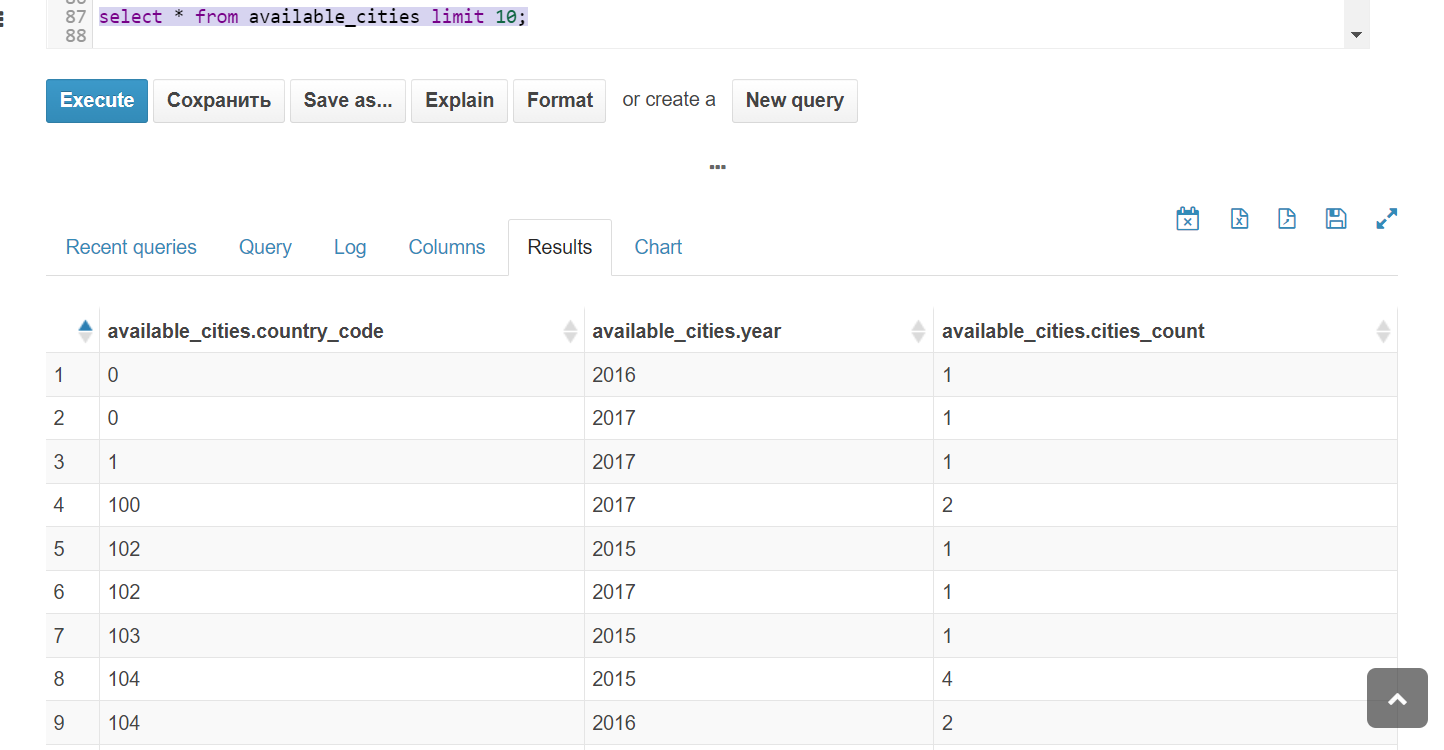 87 select * from available_cities limit 10;
88
Execute Сохранить Save as... Explain Format or create a New query
Recent queries Query Log Columns Results Chart
available_cities.country_code available_cities.year available_cities.cities_count
1 0 2016 1
2 0 2017 1
3 1 2017 1
4 100 2017 2
5 102 2015 1
6 102 2017 1
7 103 2015 1
8 104 2015 4
9 104 2016 2